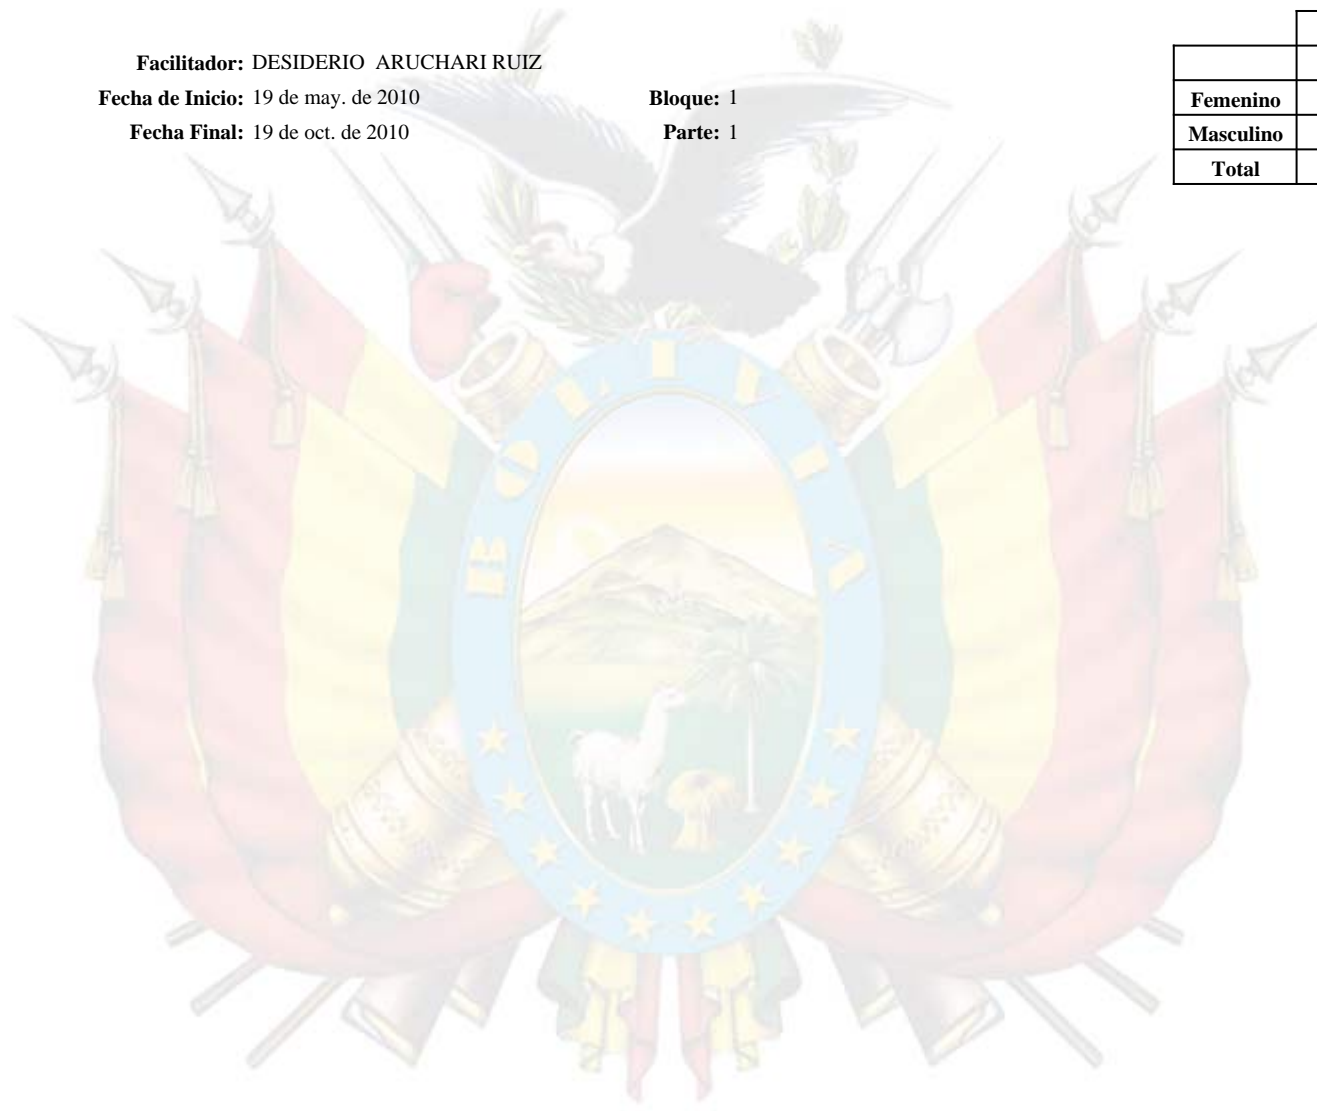 Facilitador: DESIDERIO ARUCHARI RUIZ
Fecha de Inicio: 19 de may. de 2010 Bloque: 1
Fecha Final: 19 de oct. de 2010 Parte: 1
Femenino
Masculino
Total
BOLIVIA